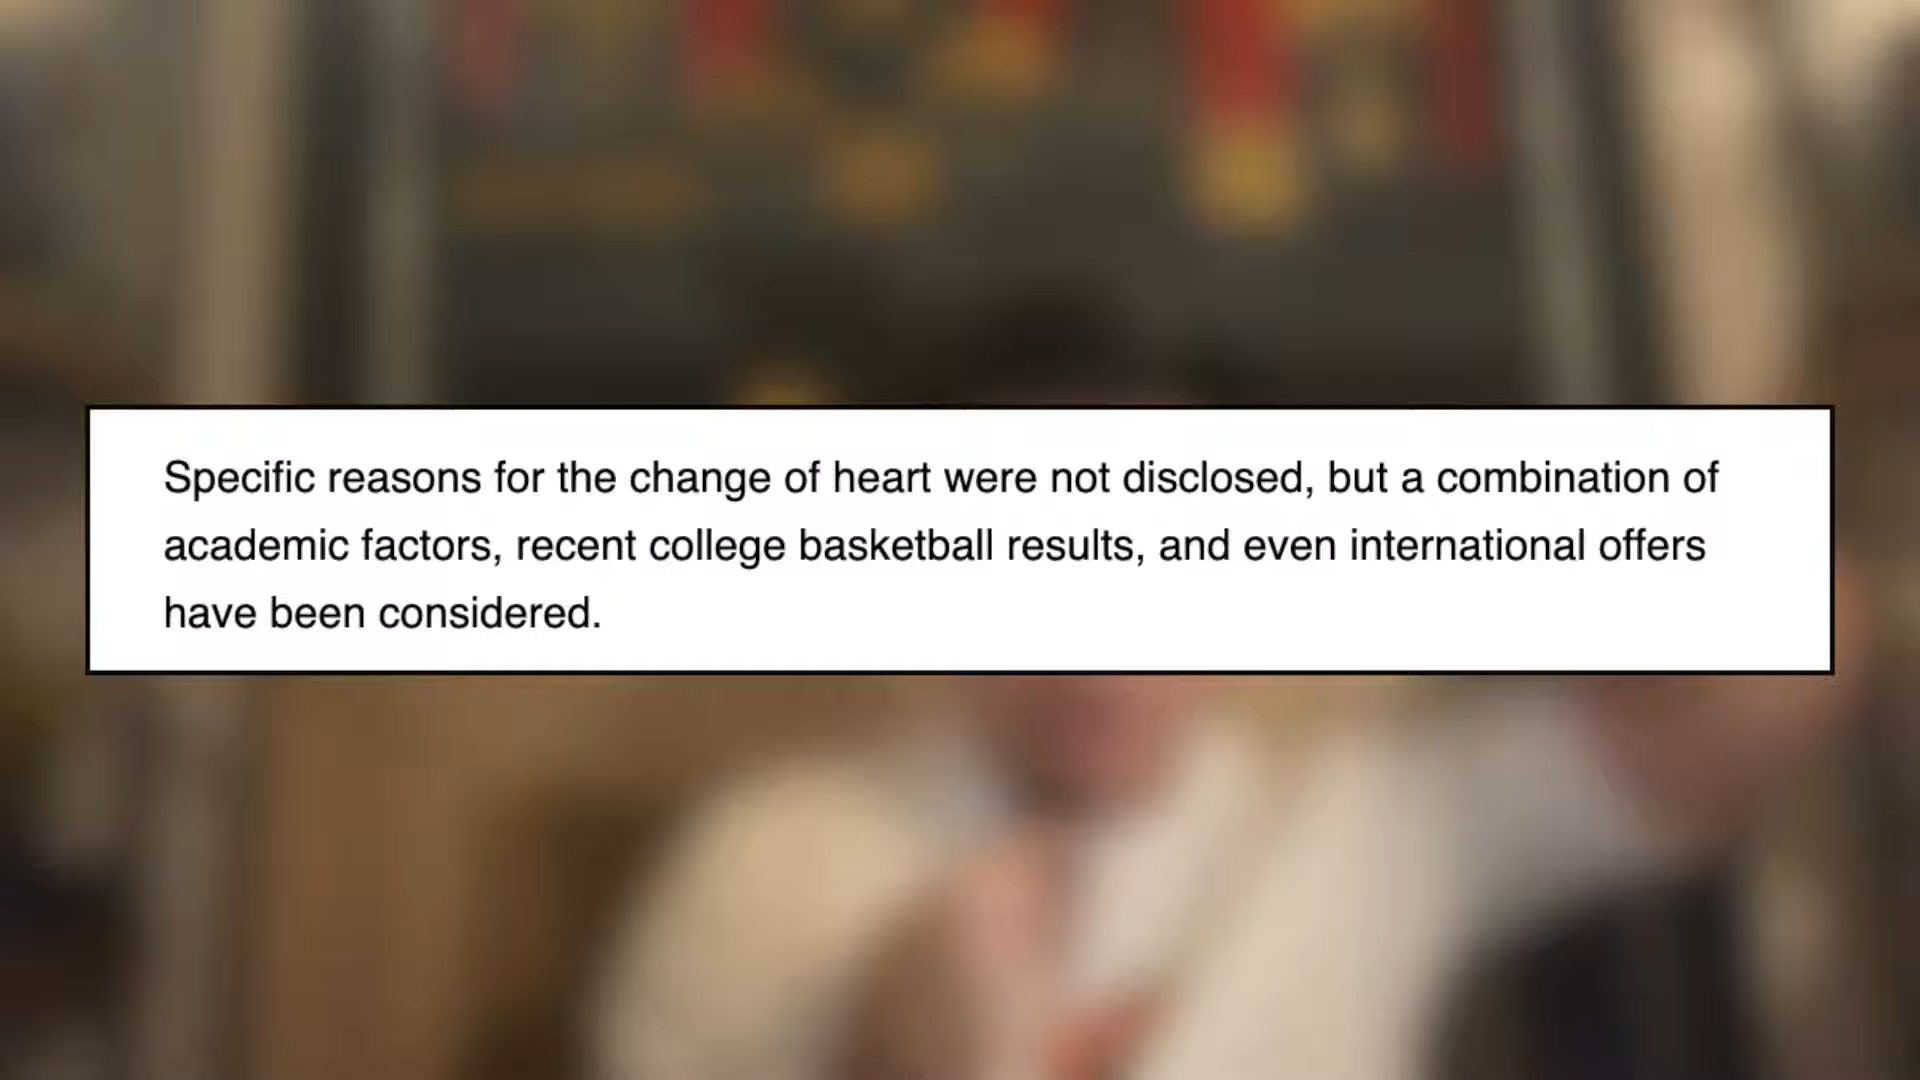 Specific reasons for the change of heart were not disclosed, but a combination of
academic factors, recent college basketball results, and even international offers
have been considered.